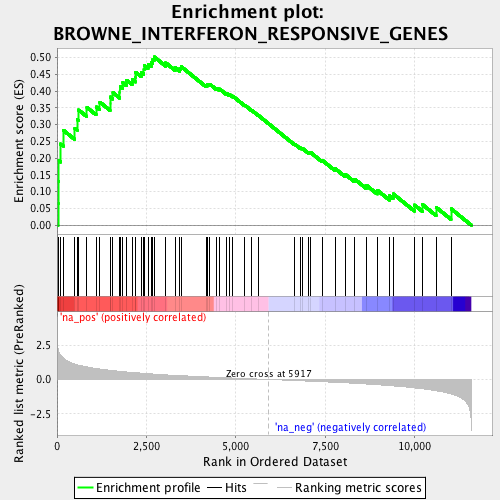 Enrichment plot:
BROWNE_INTERFERON_RESPONSIVE_GENES
Enrichment score (ES)
0.50
0.45
0.40
0.35
0.30
0.25
0.20
0.15
0.10
0.05
0.00
'na_pos' (positively correlated)
Ranked list metric (PreRanked)
2.5
0.0
-2.5
Zero cross at 5917
'na_neg' (negatively correlated)
0 2,500 5,000 7,500 10,000
Rank in Ordered Dataset
Enrichment profile Hits Ranking metric scores